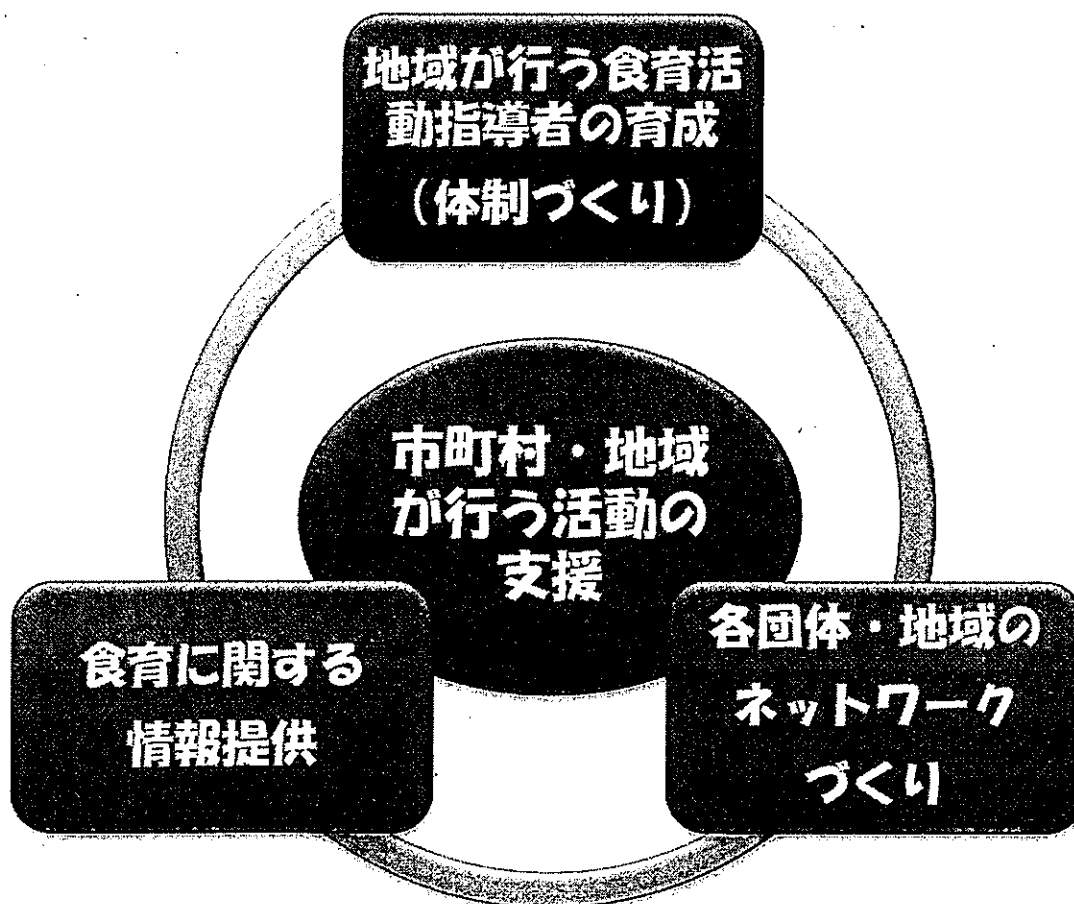 地域が行う食育活
動指導者の育成
(体制づくり)
市町村・地域
が行う活動の
支援
食育に関する
情報提供
各団体・地域の
ネットワーク
づくり